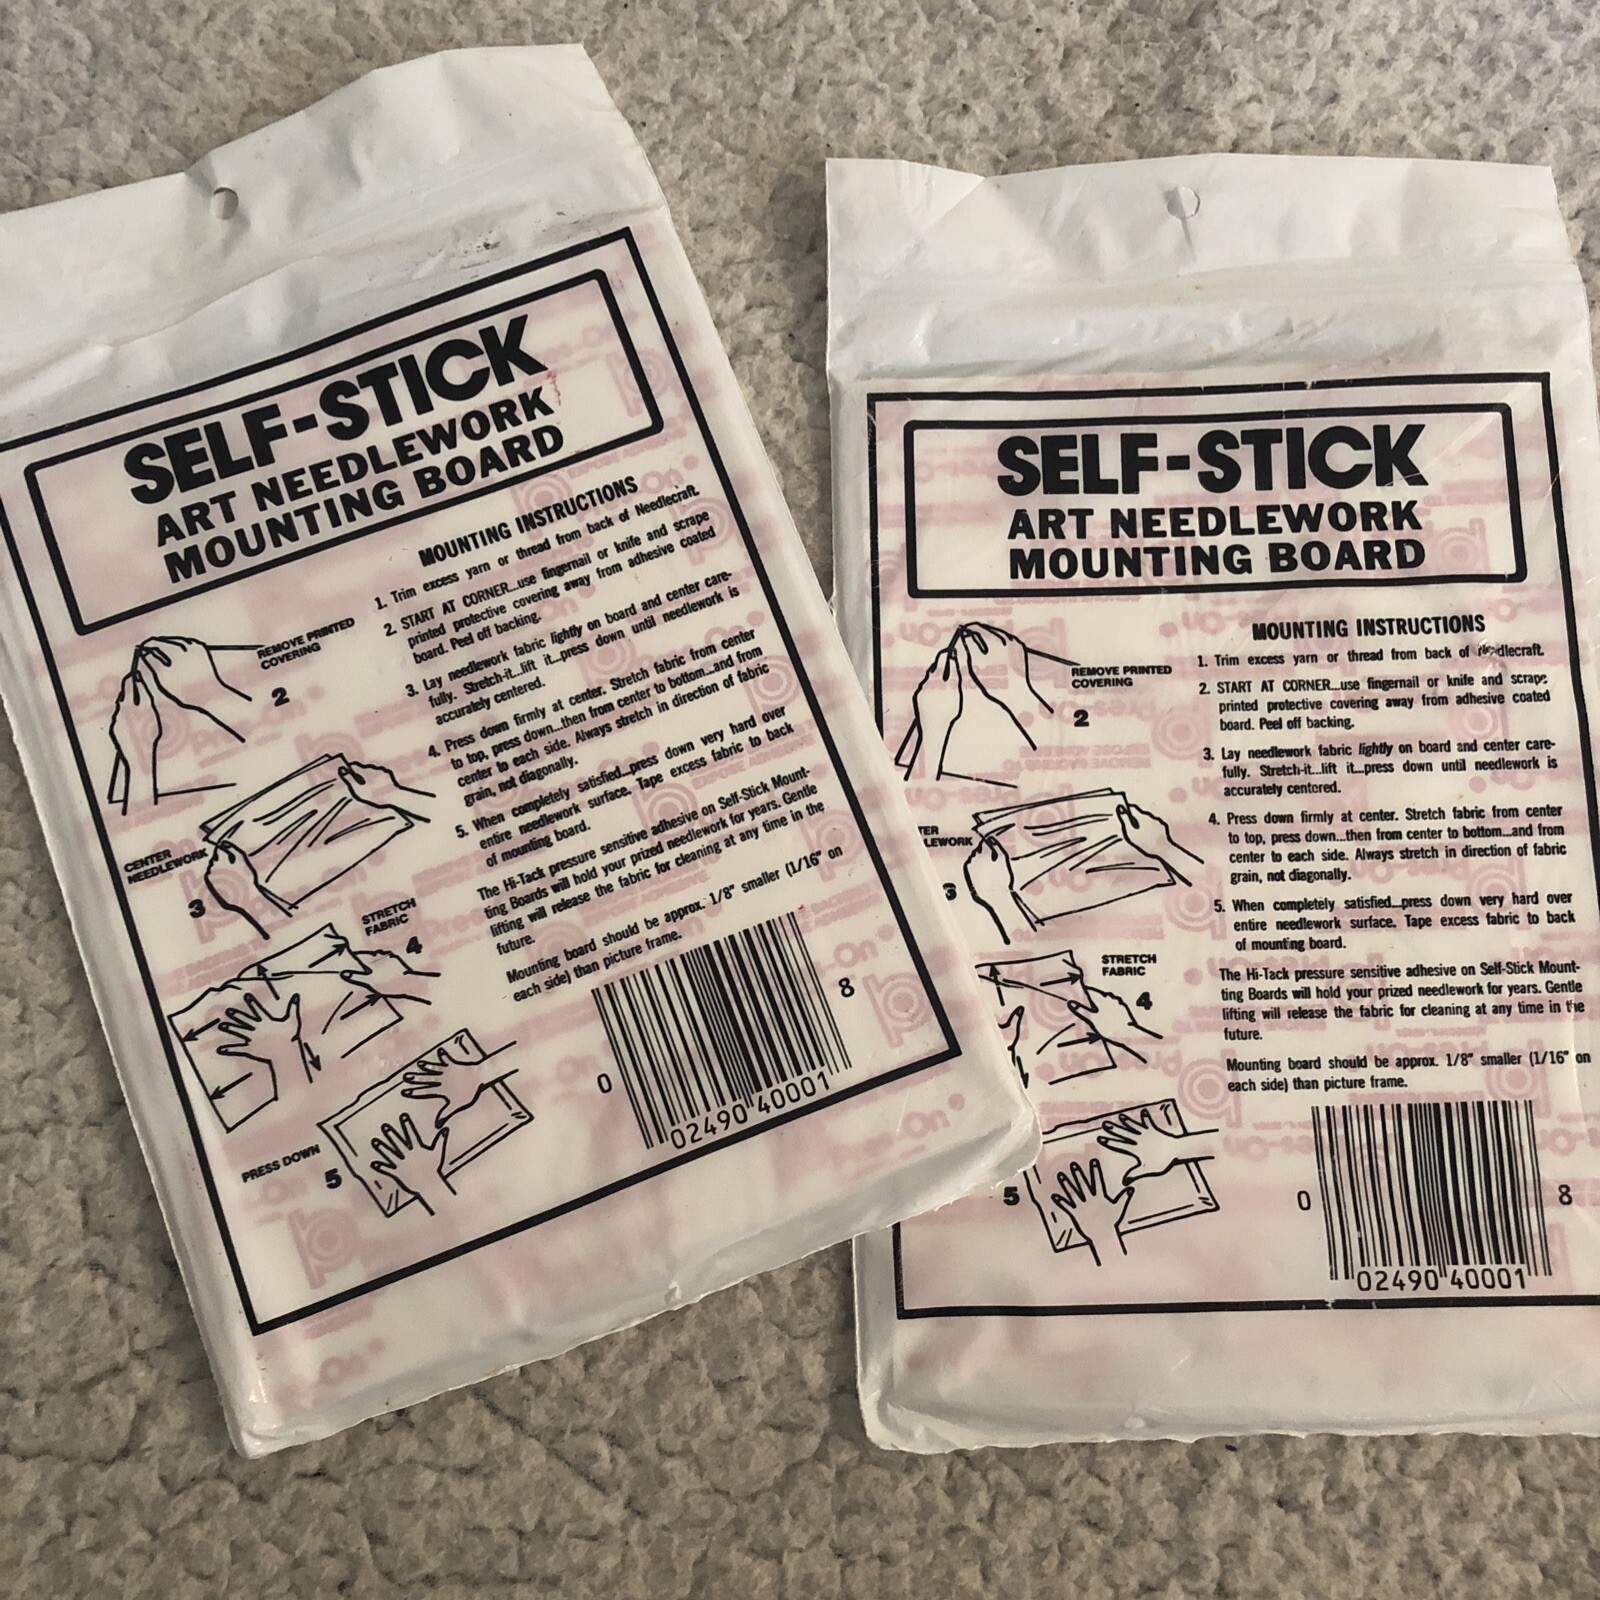 SELF-STICK
ART NEEDLEWORK
MOUNTING BOARD
MOUNTING INSTRUCTIONS
1. Trim excess yarn or thread from back of Needlecraft.
2. START AT CORNER...use fingernail or knife and scrape
printed protective covering away from adhesive coated
board. Peel off backing.
3. Lay needlework fabric lightly on board and center care-
fully. Stretch-it...lift it...press down until needlework is
accurately centered.
4. Press down firmly at center. Stretch fabric from center
to top, press down...then from center to bottom...and from
center to each side. Always stretch in direction of fabric
grain, not diagonally.
5. When completely satisfied...press down very hard over
entire needlework surface. Tape excess fabric to back
of mounting board.
The Hi-Tack pressure sensitive adhesive on Self-Stick Mount-
ting Boards will hold your prized needlework for years. Gentle
lifting will release the fabric for cleaning at any time in the
future.
Mounting board should be approx. 1/8" smaller (1/16" on
each side) than picture frame.
REMOVE PRINTED
COVERING
2
CENTER
NEEDLEWORK
3
STRETCH
FABRIC
4
PRESS DOWN
5
0 02490 40001 8
SELF-STICK
ART NEEDLEWORK
MOUNTING BOARD
MOUNTING INSTRUCTIONS
1. Trim excess yarn or thread from back of Needlecraft.
2. START AT CORNER...use fingernail or knife and scrape
printed protective covering away from adhesive coated
board. Peel off backing.
3. Lay needlework fabric lightly on board and center care-
fully. Stretch-it...lift it...press down until needlework is
accurately centered.
4. Press down firmly at center. Stretch fabric from center
to top, press down...then from center to bottom...and from
center to each side. Always stretch in direction of fabric
grain, not diagonally.
5. When completely satisfied...press down very hard over
entire needlework surface. Tape excess fabric to back
of mounting board.
The Hi-Tack pressure sensitive adhesive on Self-Stick Mount-
ting Boards will hold your prized needlework for years. Gentle
lifting will release the fabric for cleaning at any time in the
future.
Mounting board should be approx. 1/8" smaller (1/16" on
each side) than picture frame.
REMOVE PRINTED
COVERING
2
TER
LEWORK
3
STRETCH
FABRIC
4
5
0 02490 40001 8